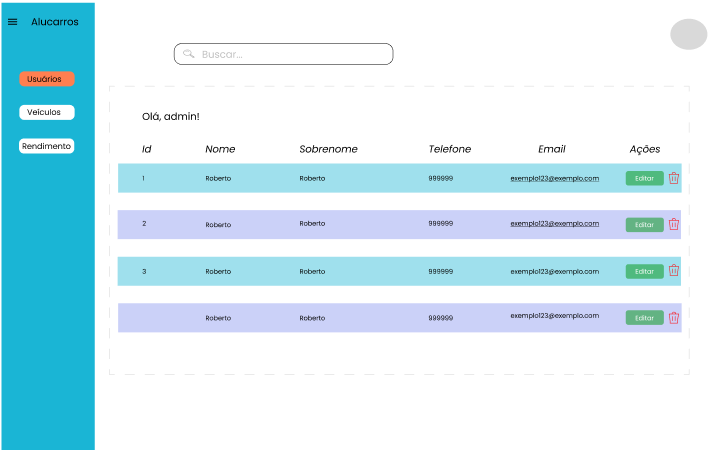 Alucarros
Buscar...
Usuários
Veículos
Rendimento
Olá, admin!
Id Nome Sobrenome Telefone Email Ações
1 Roberto Roberto 999999 exemplo123@exemplo.com Editar
2 Roberto Roberto 999999 exemplo123@exemplo.com Editar
3 Roberto Roberto 999999 exemplo123@exemplo.com Editar
Roberto Roberto 999999 exemplo123@exemplo.com Editar